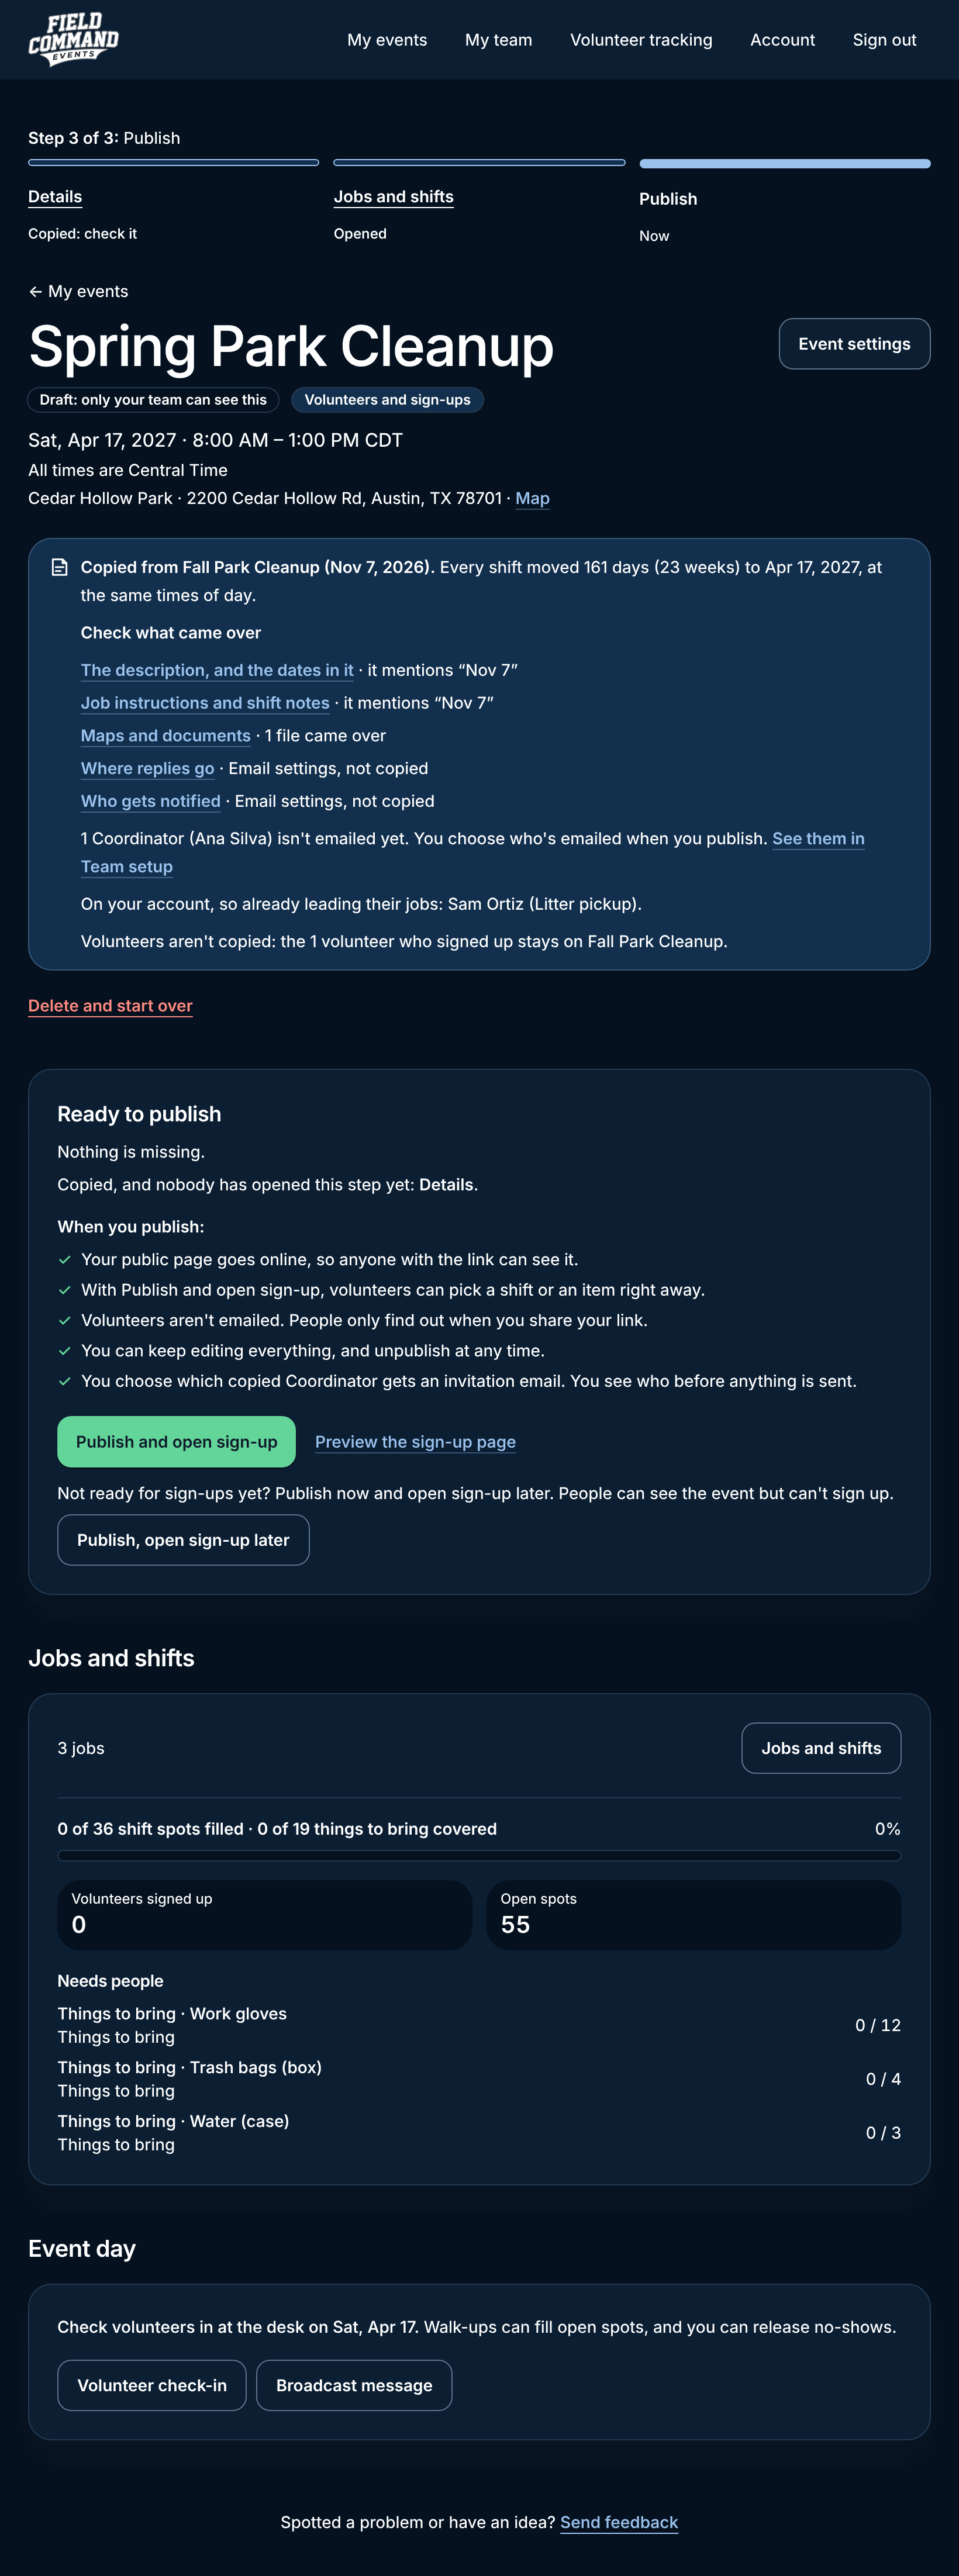 FIELD
COMMAND
EVENTS
My events
My team
Volunteer tracking
Account
Sign out
Step 3 of 3: Publish
Details
Copied: check it
Jobs and shifts
Opened
Publish
Now
← My events
Spring Park Cleanup
Event settings
Draft: only your team can see this
Volunteers and sign-ups
Sat, Apr 17, 2027 · 8:00 AM – 1:00 PM CDT
All times are Central Time
Cedar Hollow Park · 2200 Cedar Hollow Rd, Austin, TX 78701 · Map
Copied from Fall Park Cleanup (Nov 7, 2026). Every shift moved 161 days (23 weeks) to Apr 17, 2027, at
the same times of day.
Check what came over
The description, and the dates in it · it mentions “Nov 7”
Job instructions and shift notes · it mentions “Nov 7”
Maps and documents · 1 file came over
Where replies go · Email settings, not copied
Who gets notified · Email settings, not copied
1 Coordinator (Ana Silva) isn't emailed yet. You choose who's emailed when you publish. See them in
Team setup
On your account, so already leading their jobs: Sam Ortiz (Litter pickup).
Volunteers aren't copied: the 1 volunteer who signed up stays on Fall Park Cleanup.
Delete and start over
Ready to publish
Nothing is missing.
Copied, and nobody has opened this step yet: Details.
When you publish:
✓ Your public page goes online, so anyone with the link can see it.
✓ With Publish and open sign-up, volunteers can pick a shift or an item right away.
✓ Volunteers aren't emailed. People only find out when you share your link.
✓ You can keep editing everything, and unpublish at any time.
✓ You choose which copied Coordinator gets an invitation email. You see who before anything is sent.
Publish and open sign-up
Preview the sign-up page
Not ready for sign-ups yet? Publish now and open sign-up later. People can see the event but can't sign up.
Publish, open sign-up later
Jobs and shifts
3 jobs
Jobs and shifts
0 of 36 shift spots filled · 0 of 19 things to bring covered
0%
Volunteers signed up
0
Open spots
55
Needs people
Things to bring · Work gloves
Things to bring
0 / 12
Things to bring · Trash bags (box)
Things to bring
0 / 4
Things to bring · Water (case)
Things to bring
0 / 3
Event day
Check volunteers in at the desk on Sat, Apr 17. Walk-ups can fill open spots, and you can release no-shows.
Volunteer check-in
Broadcast message
Spotted a problem or have an idea? Send feedback